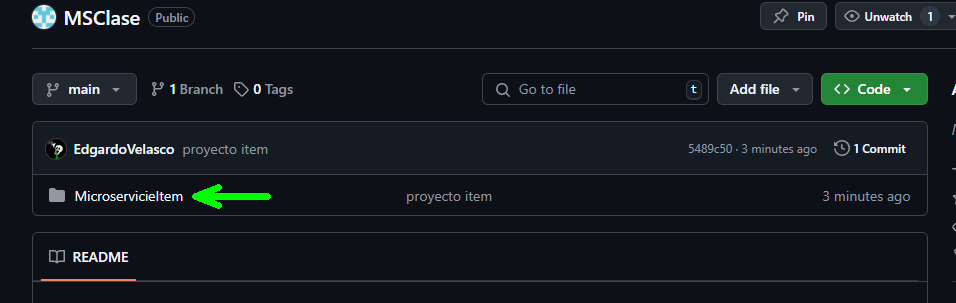 MSClase Public Pin Unwatch 1
main 1 Branch 0 Tags Go to file t Add file Code
EdgardoVelasco proyecto item 5489c50 · 3 minutes ago 1 Commit
MicroservicieItem proyecto item 3 minutes ago
README